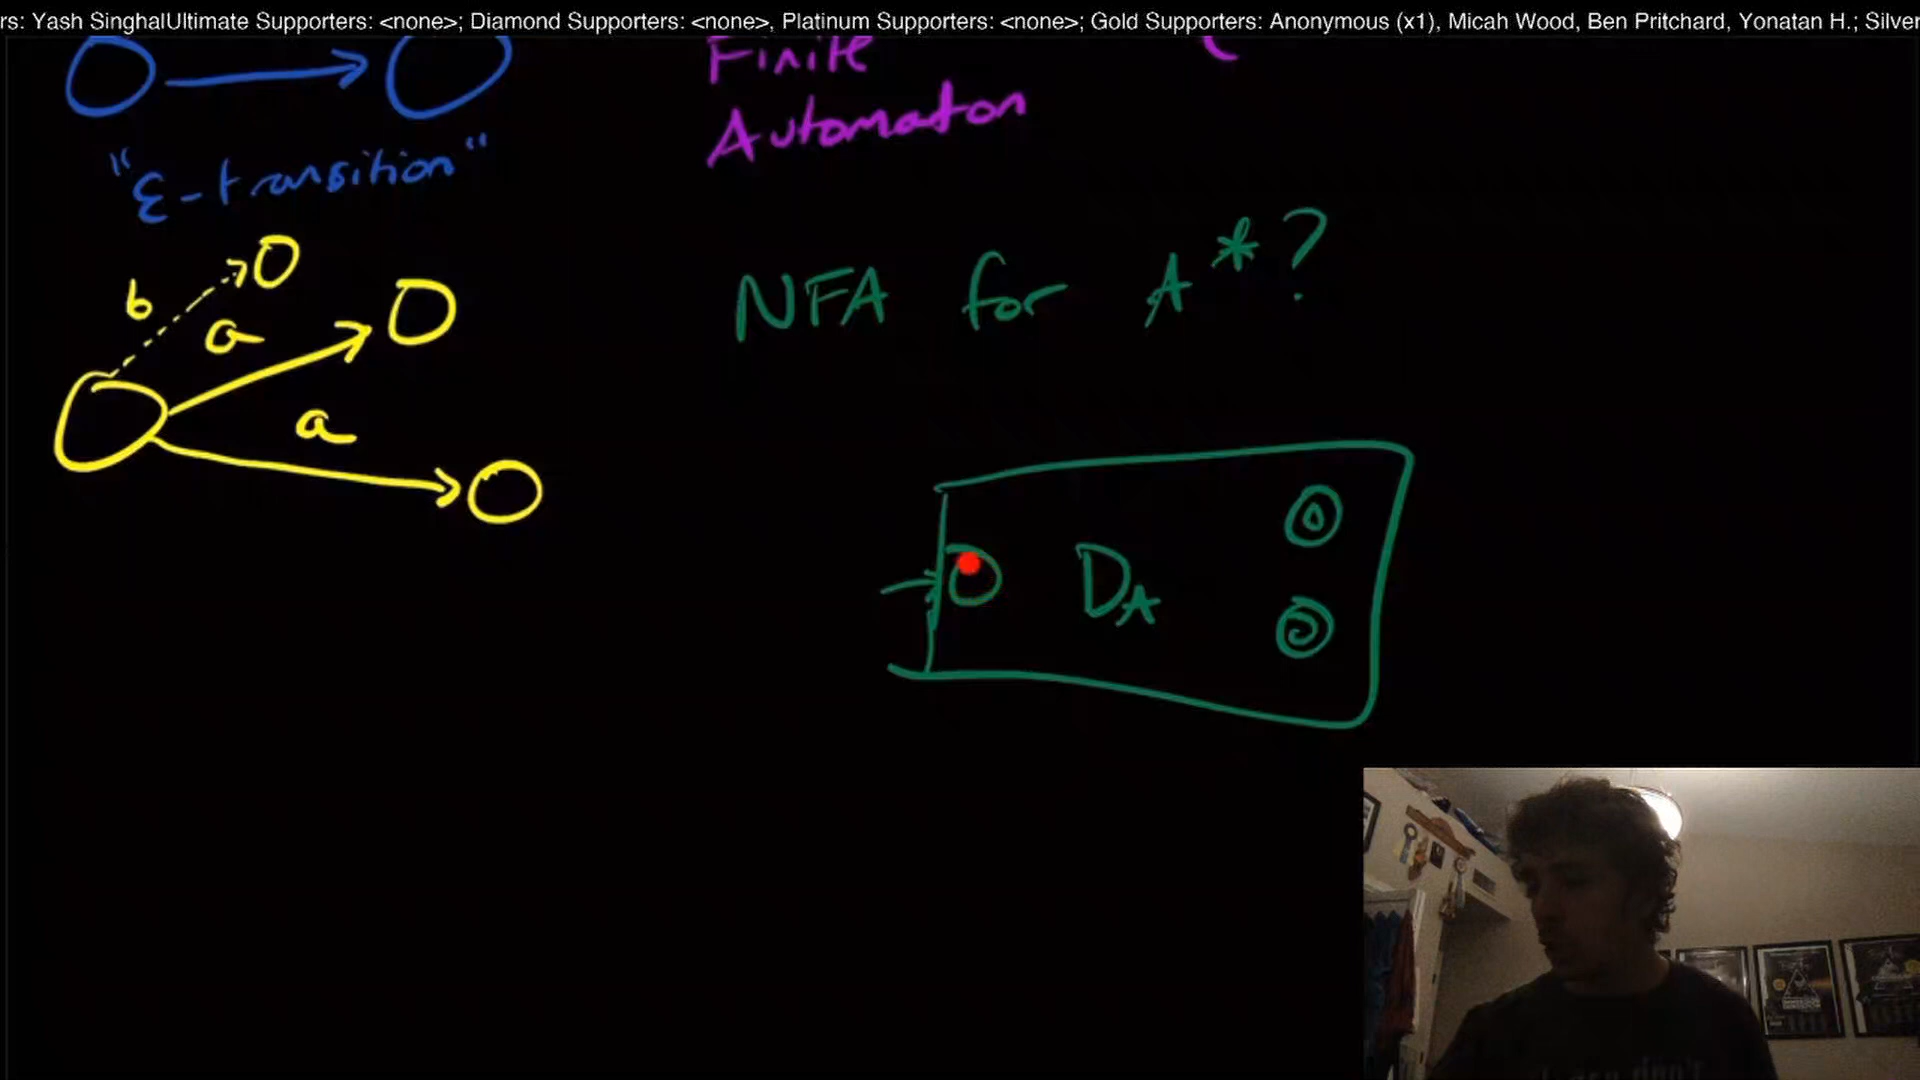 rs: Yash SinghalUltimate Supporters: <none>; Diamond Supporters: <none>, Platinum Supporters: <none>; Gold Supporters: Anonymous (x1), Micah Wood, Ben Pritchard, Yonatan H.; Silver
Finite
Automaton
"ε-transition"
b
a
a
NFA for A*?
D_A